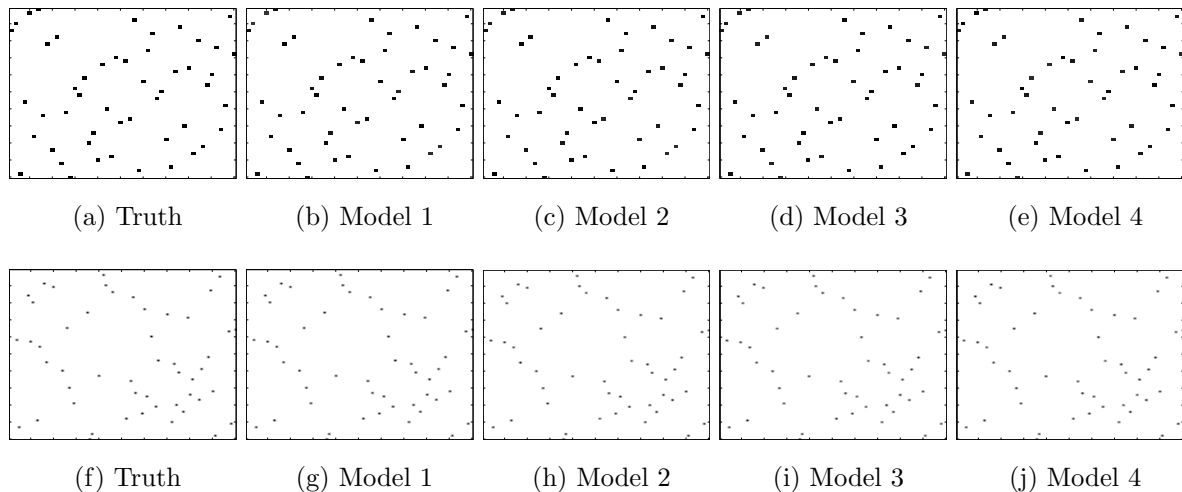 (a) Truth (b) Model 1 (c) Model 2 (d) Model 3 (e) Model 4
(f) Truth (g) Model 1 (h) Model 2 (i) Model 3 (j) Model 4